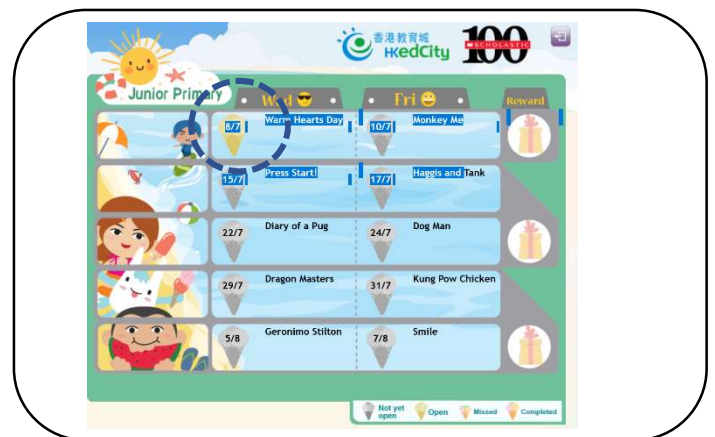 香港教育城
HKedCity
100
SCHOLASTIC
Junior Primary
Wed
Fri
Reward
8/7 Warm Hearts Day
10/7 Monkey Me
15/7 Press Start!
17/7 Haggis and Tank
22/7 Diary of a Pug
24/7 Dog Man
29/7 Dragon Masters
31/7 Kung Pow Chicken
5/8 Geronimo Stilton
7/8 Smile
Not yet open
Open
Missed
Completed